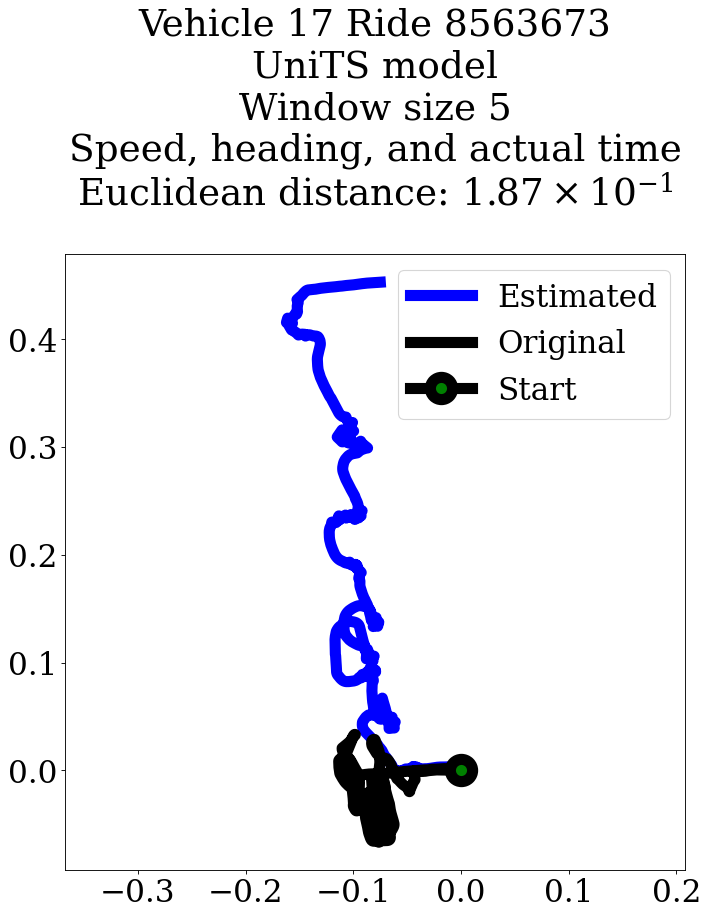 Vehicle 17 Ride 8563673
UniTS model
Window size 5
Speed, heading, and actual time
Euclidean distance: 1.87 × 10⁻¹
Estimated
Original
Start
0.4
0.3
0.2
0.1
0.0
−0.3 −0.2 −0.1 0.0 0.1 0.2